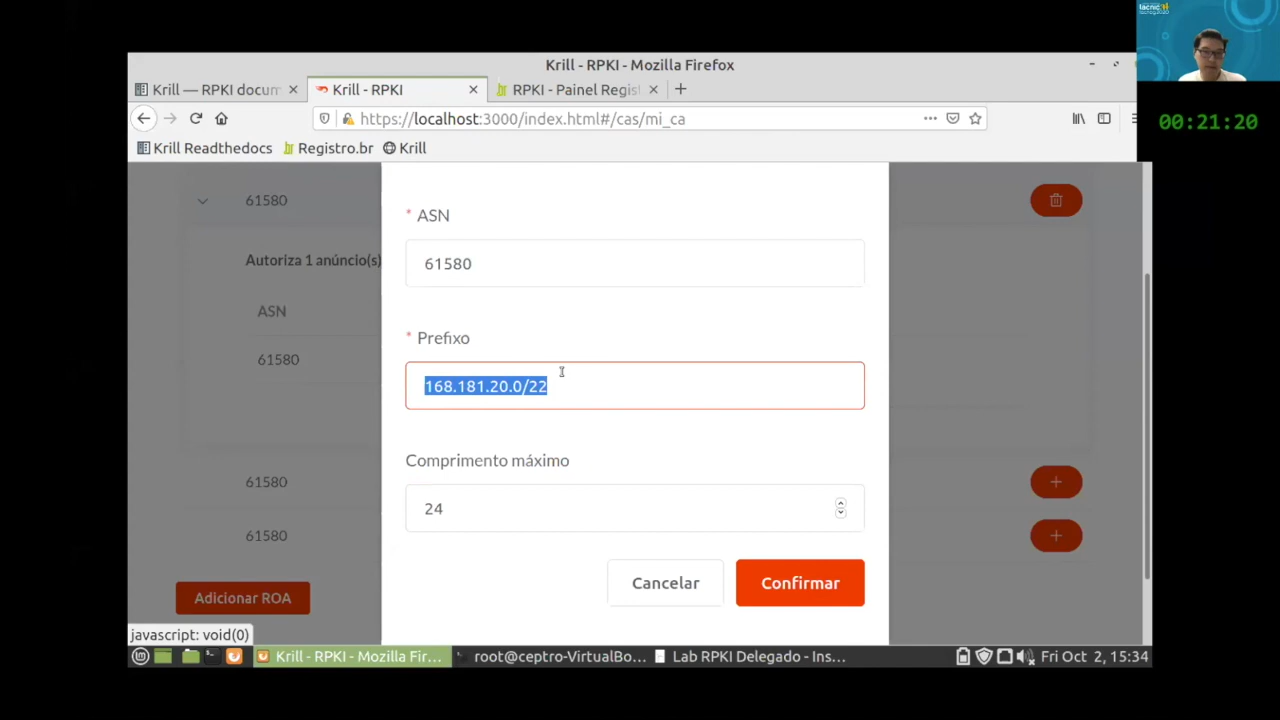 lacnic
Krill - RPKI - Mozilla Firefox
Krill — RPKI docum
Krill - RPKI
RPKI - Painel Regist
https://localhost:3000/index.html#/cas/mi_ca
00:21:20
Krill Readthedocs
Registro.br
Krill
61580
* ASN
61580
Autoriza 1 anúncio(s)
ASN
* Prefixo
61580
168.181.20.0/22
Comprimento máximo
61580
24
61580
Adicionar ROA
Cancelar
Confirmar
javascript: void(0)
Krill - RPKI - Mozilla Fir...
root@ceptro-VirtualBo...
Lab RPKI Delegado - Ins...
Fri Oct 2, 15:34